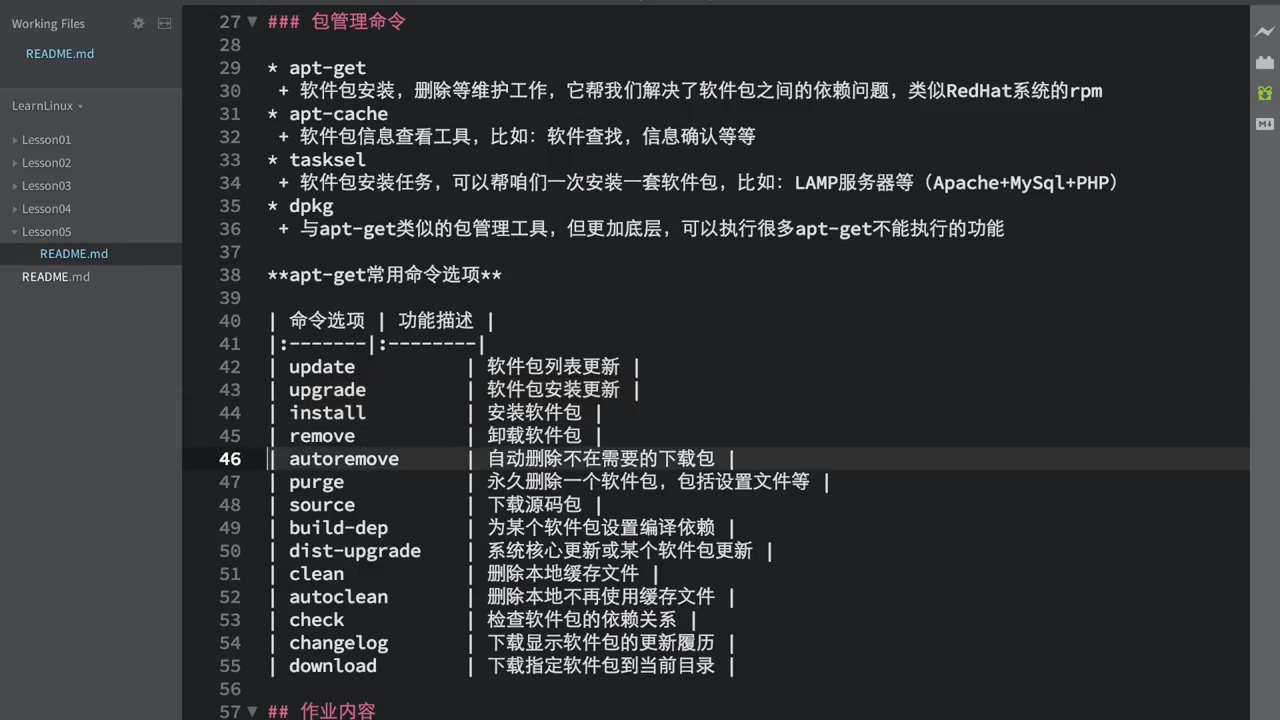 Working Files
README.md
LearnLinux
Lesson01
Lesson02
Lesson03
Lesson04
Lesson05
README.md
README.md
27 ### 包管理命令
28
29 * apt-get
30 + 软件包安装，删除等维护工作，它帮我们解决了软件包之间的依赖问题，类似RedHat系统的rpm
31 * apt-cache
32 + 软件包信息查看工具，比如：软件查找，信息确认等等
33 * tasksel
34 + 软件包安装任务，可以帮咱们一次安装一套软件包，比如：LAMP服务器等（Apache+MySql+PHP）
35 * dpkg
36 + 与apt-get类似的包管理工具，但更加底层，可以执行很多apt-get不能执行的功能
37
38 **apt-get常用命令选项**
39
40 | 命令选项 | 功能描述 |
41 |:-------|:--------|
42 | update | 软件包列表更新 |
43 | upgrade | 软件包安装更新 |
44 | install | 安装软件包 |
45 | remove | 卸载软件包 |
46 | autoremove | 自动删除不在需要的下载包 |
47 | purge | 永久删除一个软件包，包括设置文件等 |
48 | source | 下载源码包 |
49 | build-dep | 为某个软件包设置编译依赖 |
50 | dist-upgrade | 系统核心更新或某个软件包更新 |
51 | clean | 删除本地缓存文件 |
52 | autoclean | 删除本地不再使用缓存文件 |
53 | check | 检查软件包的依赖关系 |
54 | changelog | 下载显示软件包的更新履历 |
55 | download | 下载指定软件包到当前目录 |
56
57 ## 作业内容
M↓